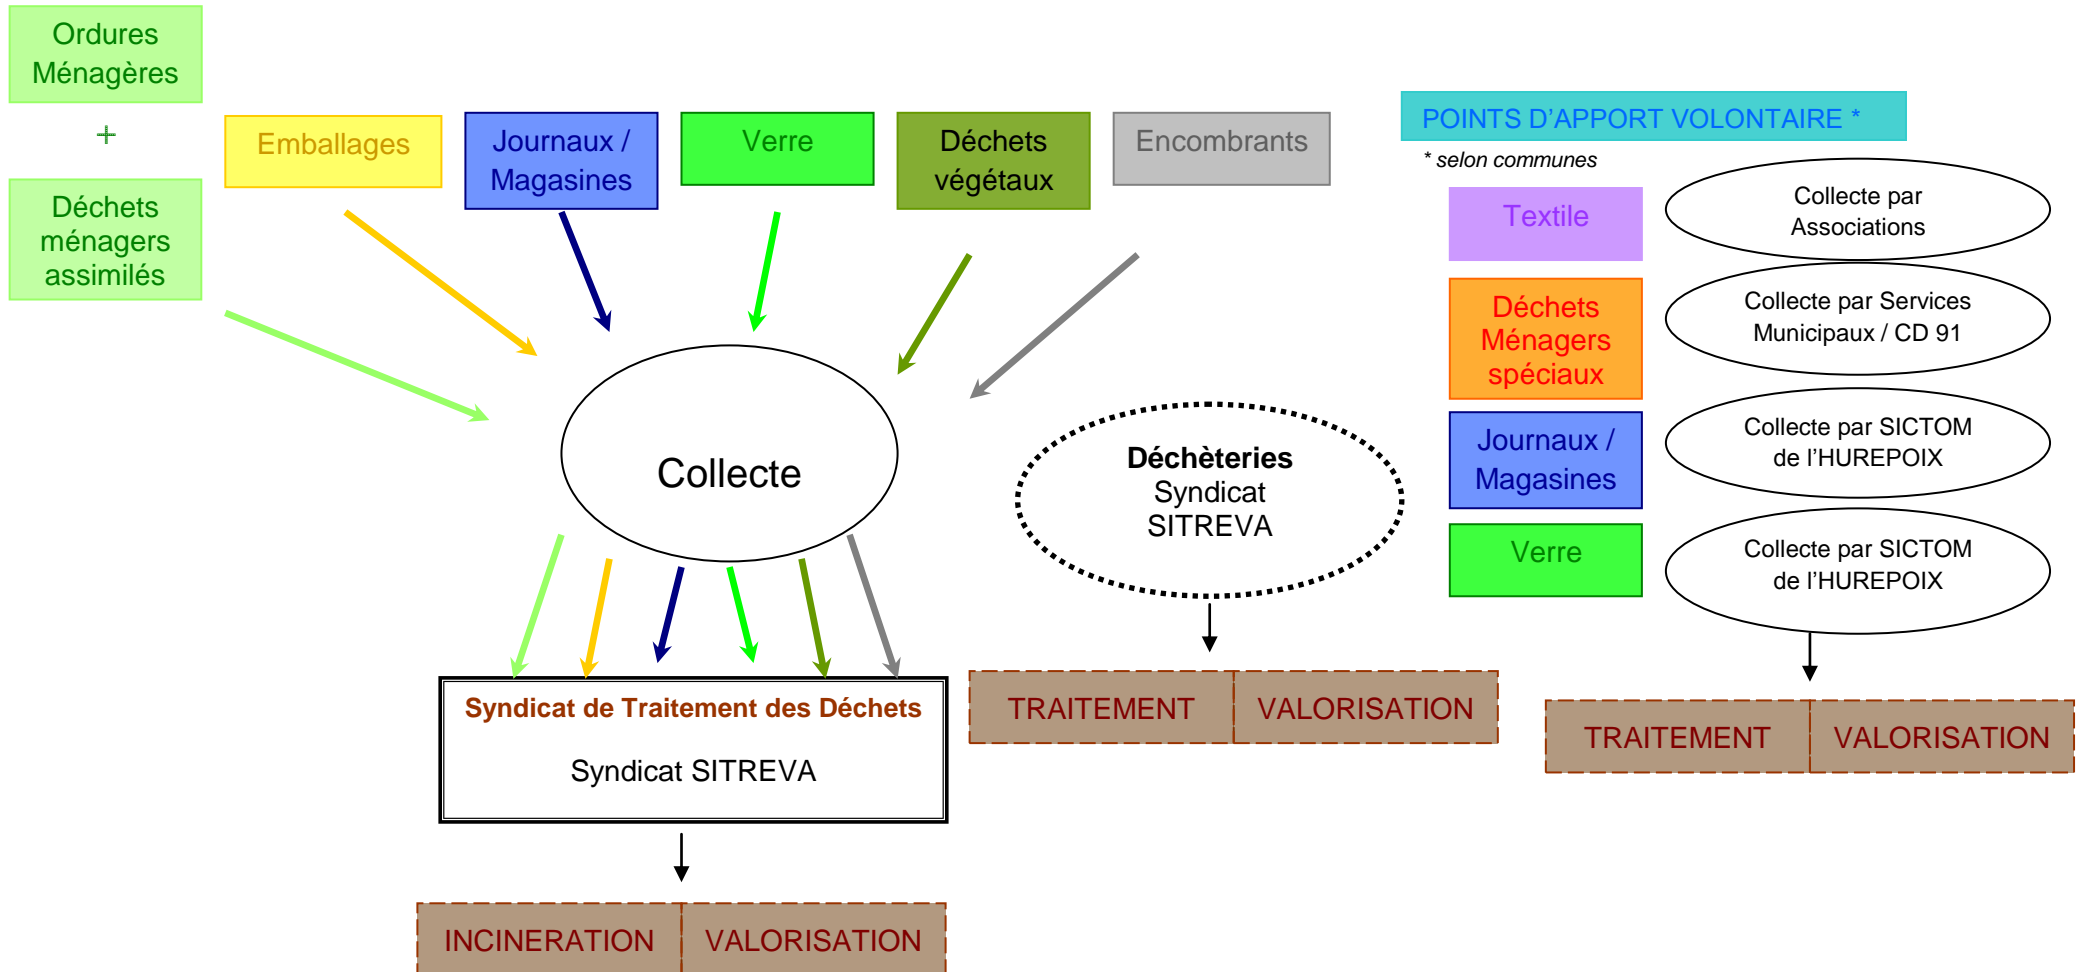 Ordures
Ménagères
+
Déchets
ménagers
assimilés
Emballages
Journaux /
Magasines
Verre
Déchets
végétaux
Encombrants
POINTS D'APPORT VOLONTAIRE *
* selon communes
Textile
Collecte par
Associations
Déchets
Ménagers
spéciaux
Collecte par Services
Municipaux / CD 91
Journaux /
Magasines
Collecte par SICTOM
de l'HUREPOIX
Verre
Collecte par SICTOM
de l'HUREPOIX
Collecte
Déchèteries
Syndicat
SITREVA
Syndicat de Traitement des Déchets
Syndicat SITREVA
TRAITEMENT
VALORISATION
TRAITEMENT
VALORISATION
INCINERATION
VALORISATION